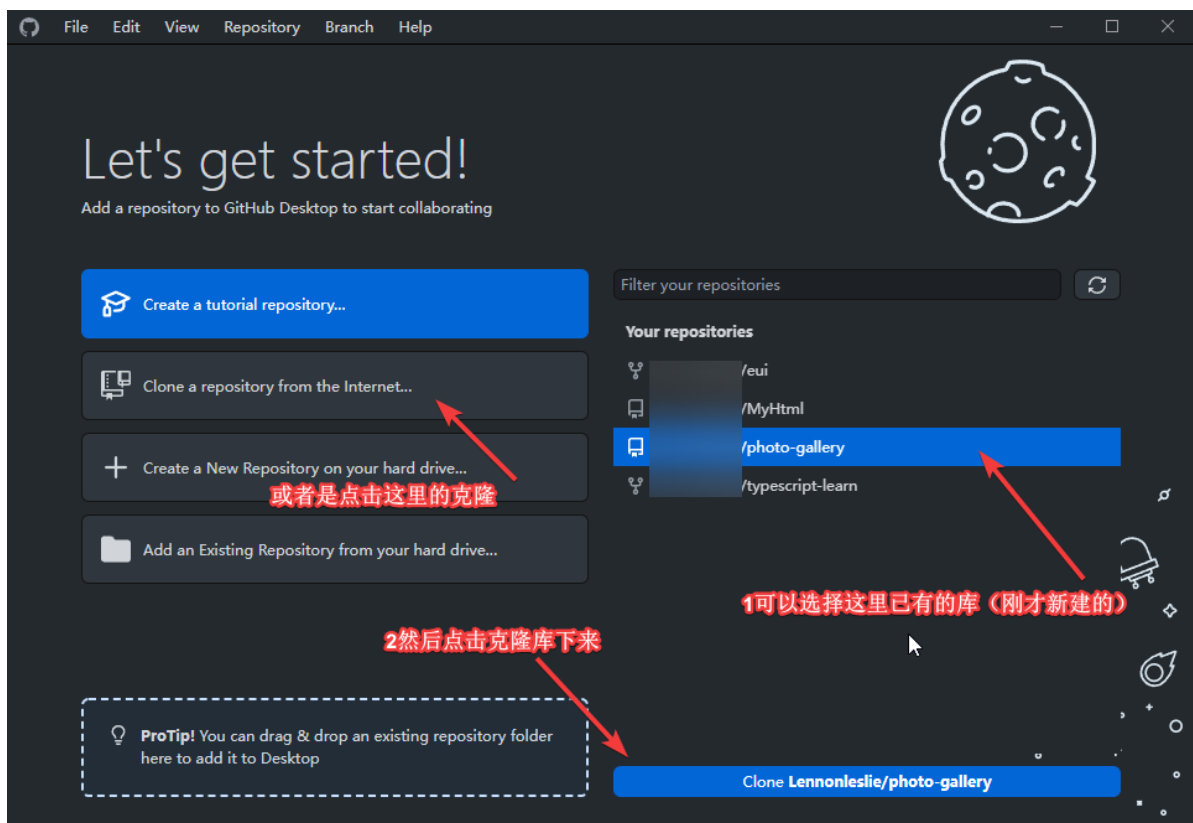 File Edit View Repository Branch Help
Let's get started!
Add a repository to GitHub Desktop to start collaborating
Create a tutorial repository...
Clone a repository from the Internet...
或者是点击这里的克隆
Create a New Repository on your hard drive...
Add an Existing Repository from your hard drive...
ProTip! You can drag & drop an existing repository folder
here to add it to Desktop
Filter your repositories
Your repositories
/eui
/MyHtml
/photo-gallery
/typescript-learn
1可以选择这里已有的库（刚才新建的）
2然后点击克隆库下来
Clone Lennonleslie/photo-gallery